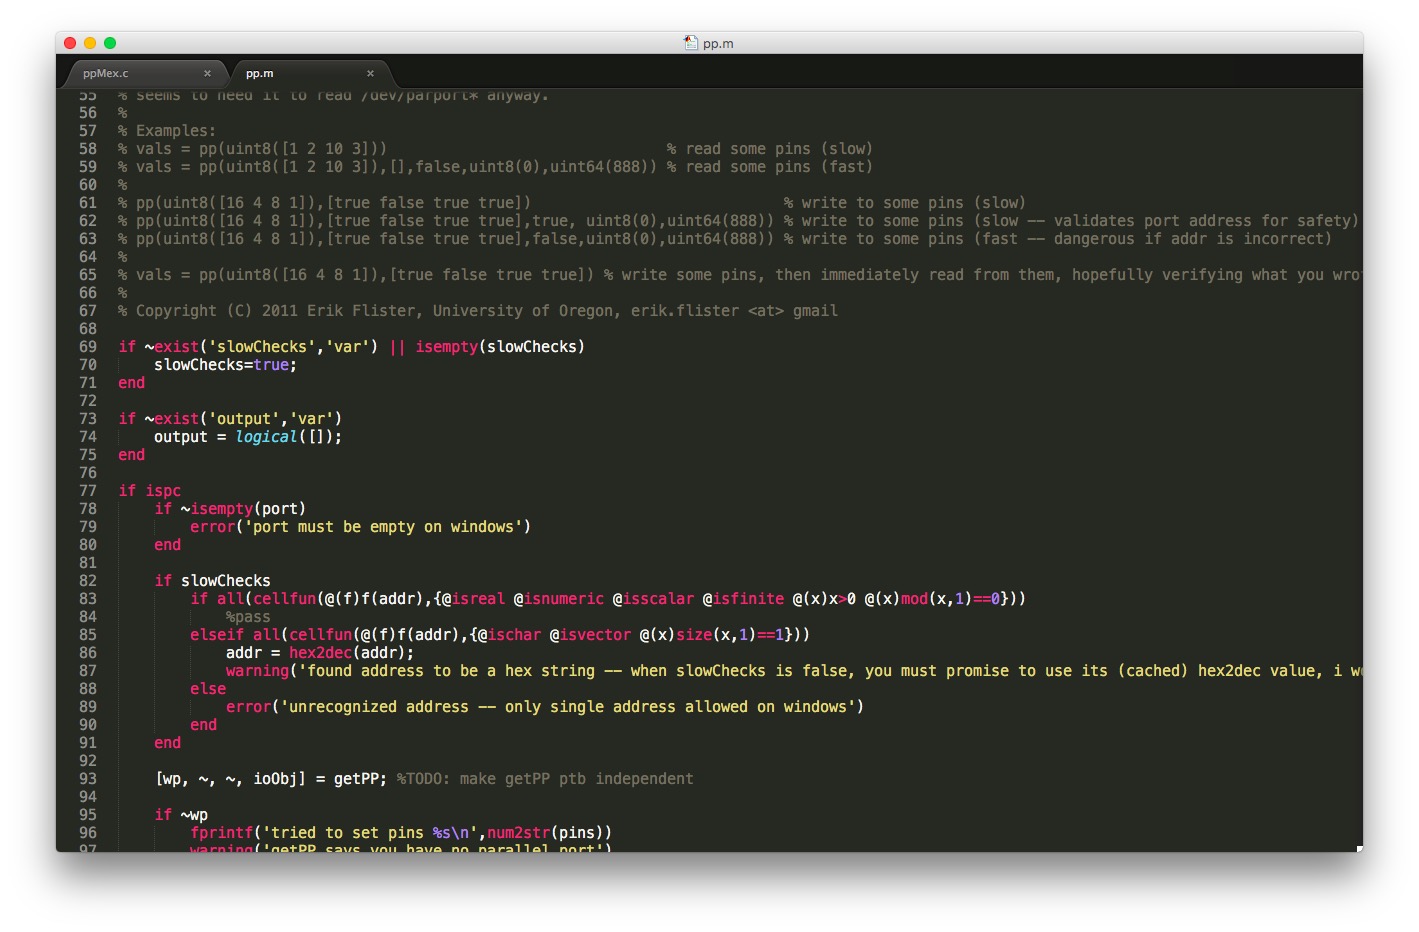 pp.m
ppMex.c × pp.m ×
55 % seems to need it to read /dev/parport* anyway.
56 %
57 % Examples:
58 % vals = pp(uint8([1 2 10 3])) % read some pins (slow)
59 % vals = pp(uint8([1 2 10 3]),[],false,uint8(0),uint64(888)) % read some pins (fast)
60 %
61 % pp(uint8([16 4 8 1]),[true false true true]) % write to some pins (slow)
62 % pp(uint8([16 4 8 1]),[true false true true],true, uint8(0),uint64(888)) % write to some pins (slow -- validates port address for safety)
63 % pp(uint8([16 4 8 1]),[true false true true],false,uint8(0),uint64(888)) % write to some pins (fast -- dangerous if addr is incorrect)
64 %
65 % vals = pp(uint8([16 4 8 1]),[true false true true]) % write some pins, then immediately read from them, hopefully verifying what you wro
66 %
67 % Copyright (C) 2011 Erik Flister, University of Oregon, erik.flister <at> gmail
68
69 if ~exist('slowChecks','var') || isempty(slowChecks)
70 slowChecks=true;
71 end
72
73 if ~exist('output','var')
74 output = logical([]);
75 end
76
77 if ispc
78 if ~isempty(port)
79 error('port must be empty on windows')
80 end
81
82 if slowChecks
83 if all(cellfun(@(f)f(addr),{@isreal @isnumeric @isscalar @isfinite @(x)x>0 @(x)mod(x,1)==0}))
84 %pass
85 elseif all(cellfun(@(f)f(addr),{@ischar @isvector @(x)size(x,1)==1}))
86 addr = hex2dec(addr);
87 warning('found address to be a hex string -- when slowChecks is false, you must promise to use its (cached) hex2dec value, i w
88 else
89 error('unrecognized address -- only single address allowed on windows')
90 end
91 end
92
93 [wp, ~, ~, ioObj] = getPP; %TODO: make getPP ptb independent
94
95 if ~wp
96 fprintf('tried to set pins %s\n',num2str(pins))
97 warning('getPP says you have no parallel port')